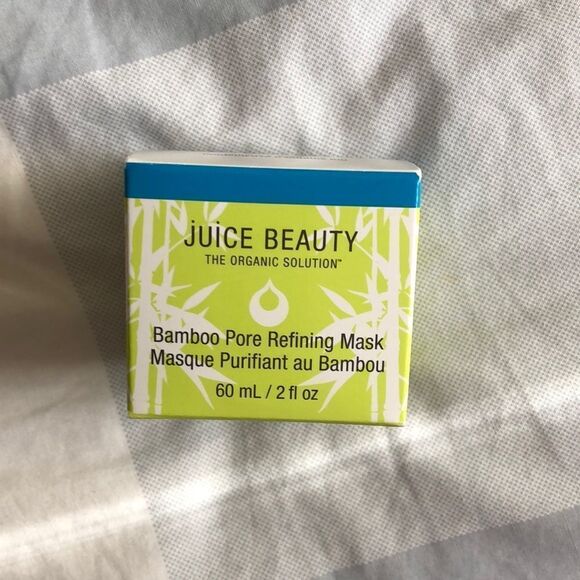 JUICE BEAUTY
THE ORGANIC SOLUTION™
Bamboo Pore Refining Mask
Masque Purifiant au Bambou
60 mL / 2 fl oz